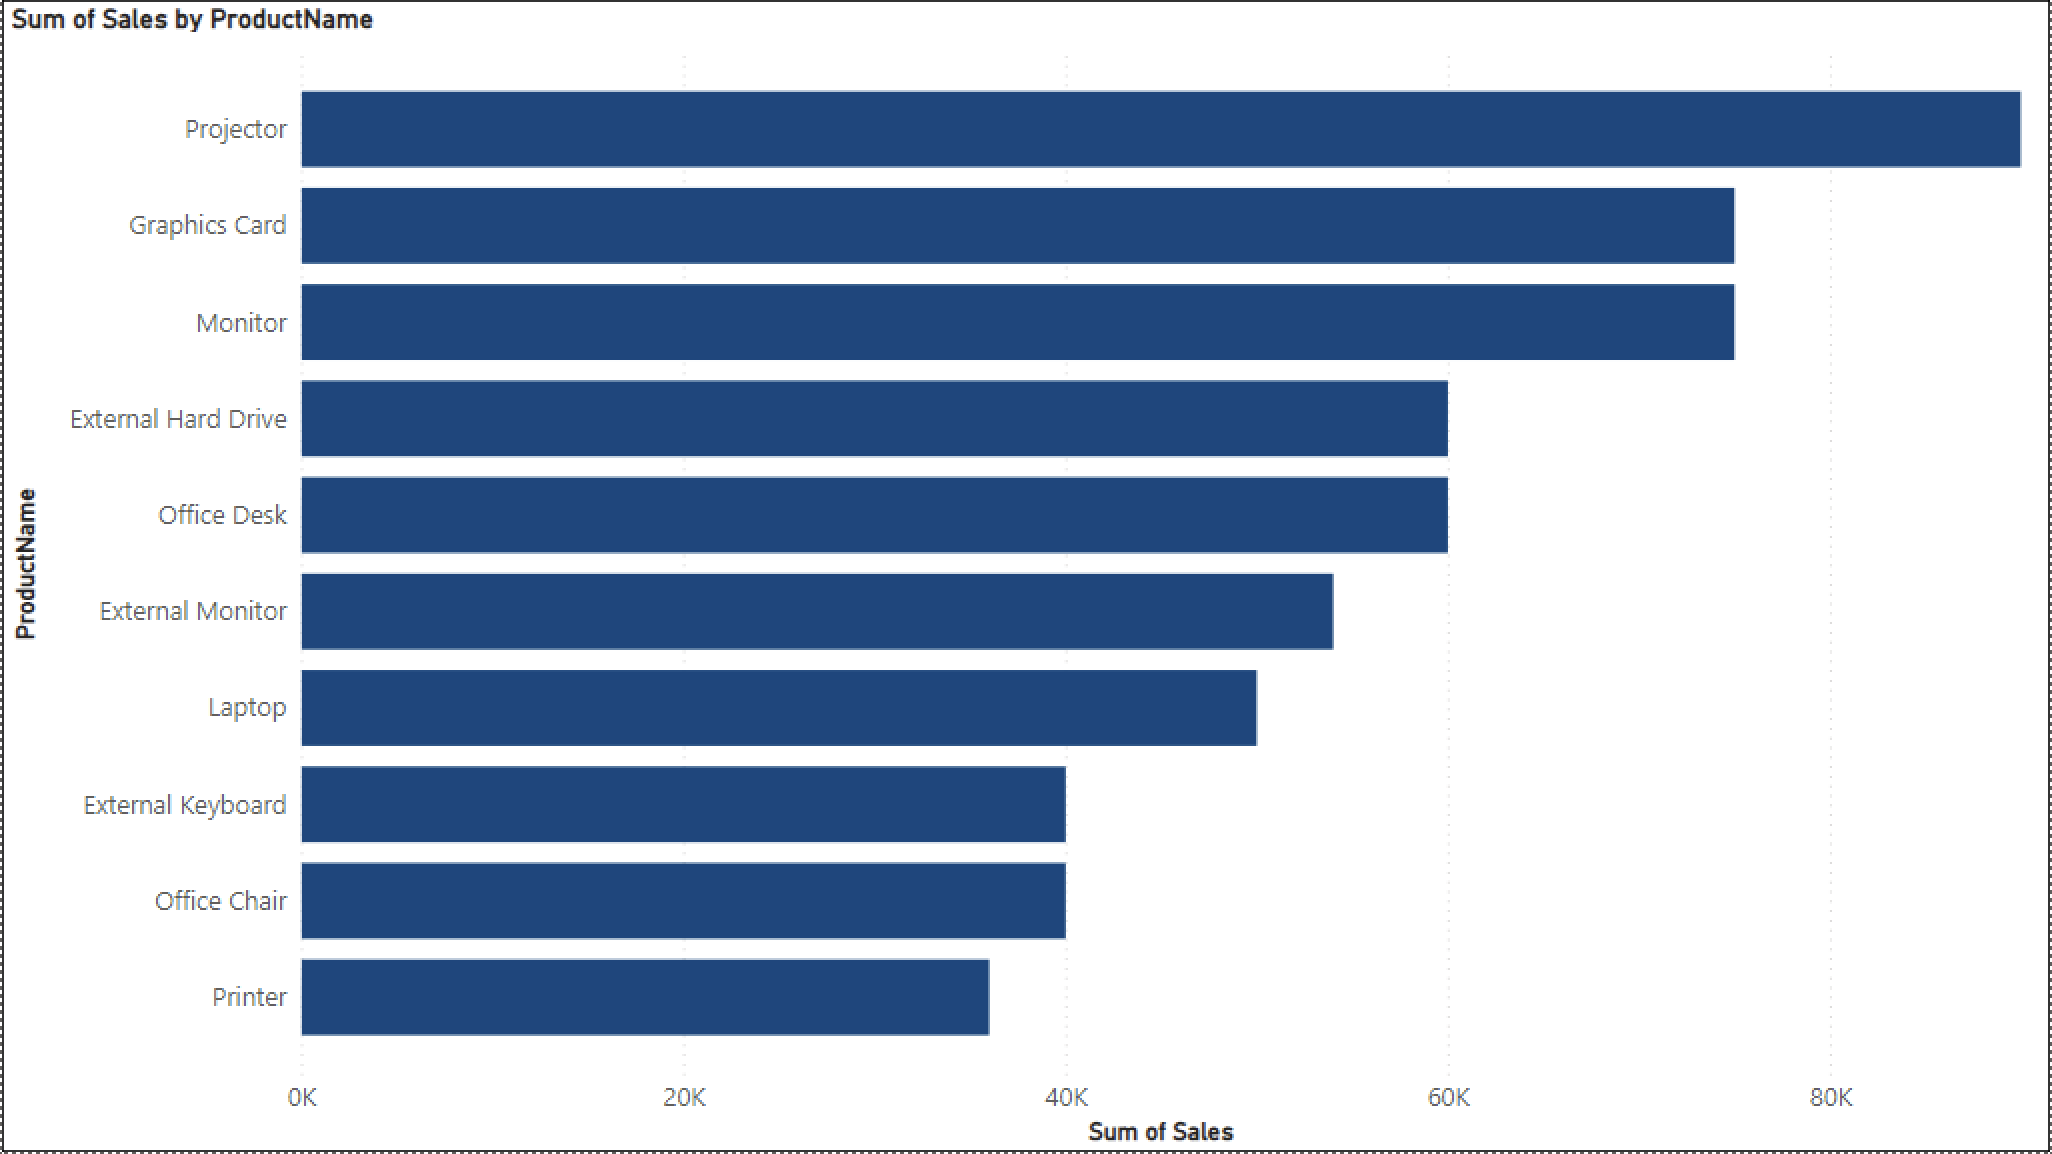 Sum of Sales by ProductName
ProductName
Projector
Graphics Card
Monitor
External Hard Drive
Office Desk
External Monitor
Laptop
External Keyboard
Office Chair
Printer
0K 20K 40K 60K 80K
Sum of Sales